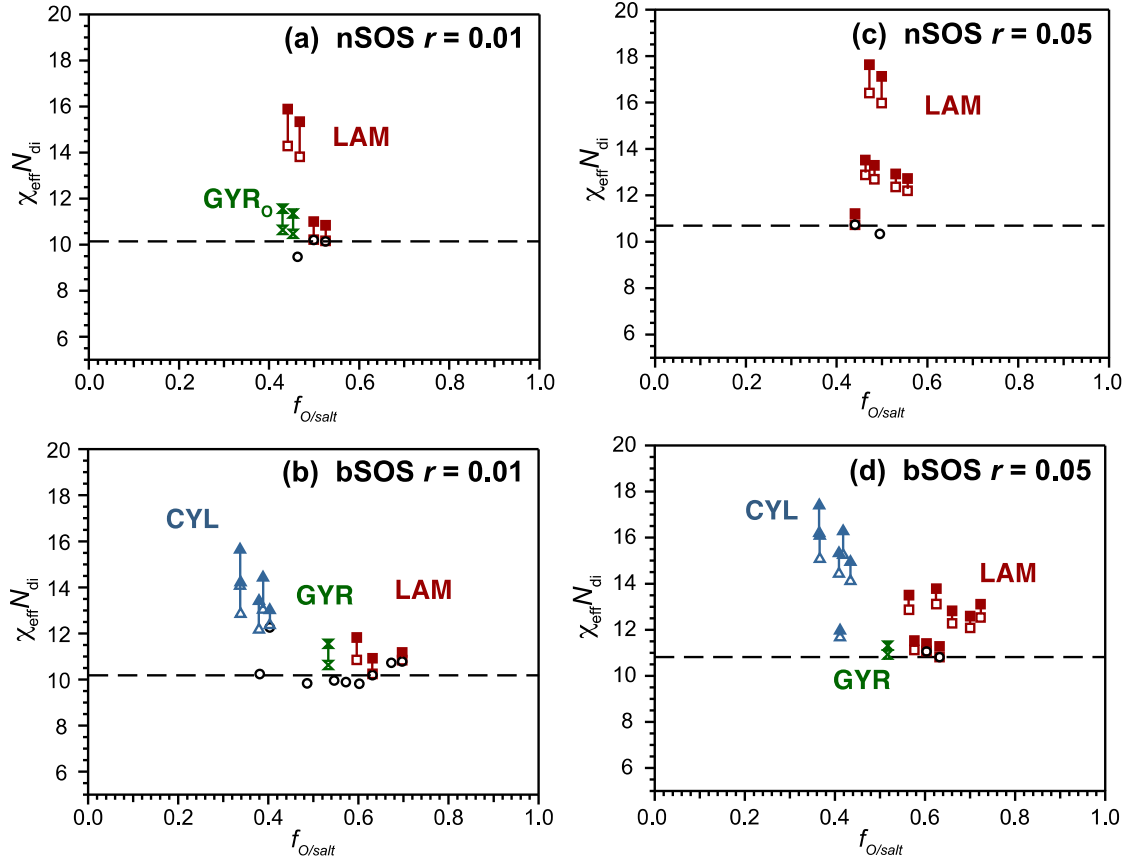 (a) nSOS r = 0.01
20
18
16
14
12
10
8
6
χeffNdi
LAM
GYR
0.0 0.2 0.4 0.6 0.8 1.0
fO/salt
(c) nSOS r = 0.05
20
18
16
14
12
10
8
6
χeffNdi
LAM
0.0 0.2 0.4 0.6 0.8 1.0
fO/salt
(b) bSOS r = 0.01
20
18
16
14
12
10
8
6
χeffNdi
CYL
GYR
LAM
0.0 0.2 0.4 0.6 0.8 1.0
fO/salt
(d) bSOS r = 0.05
20
18
16
14
12
10
8
6
χeffNdi
CYL
LAM
GYR
0.0 0.2 0.4 0.6 0.8 1.0
fO/salt